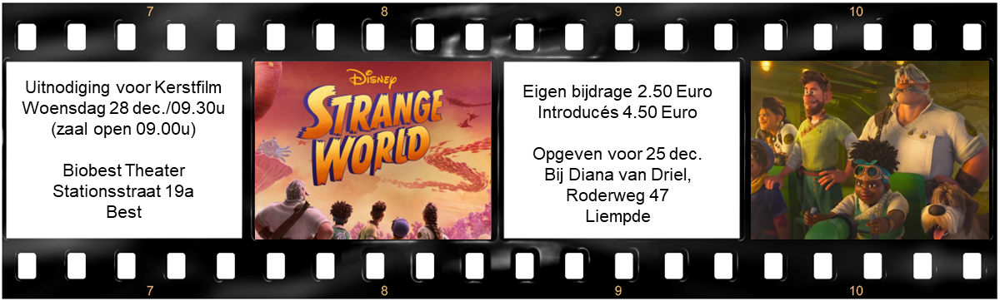 7 8 9 10
Uitnodiging voor Kerstfilm
Woensdag 28 dec./09.30u
(zaal open 09.00u)
Biobest Theater
Stationsstraat 19a
Best
Disney
STRANGE
WORLD
Eigen bijdrage 2.50 Euro
Introducés 4.50 Euro
Opgeven voor 25 dec.
Bij Diana van Driel,
Roderweg 47
Liempde
7 8 9 10